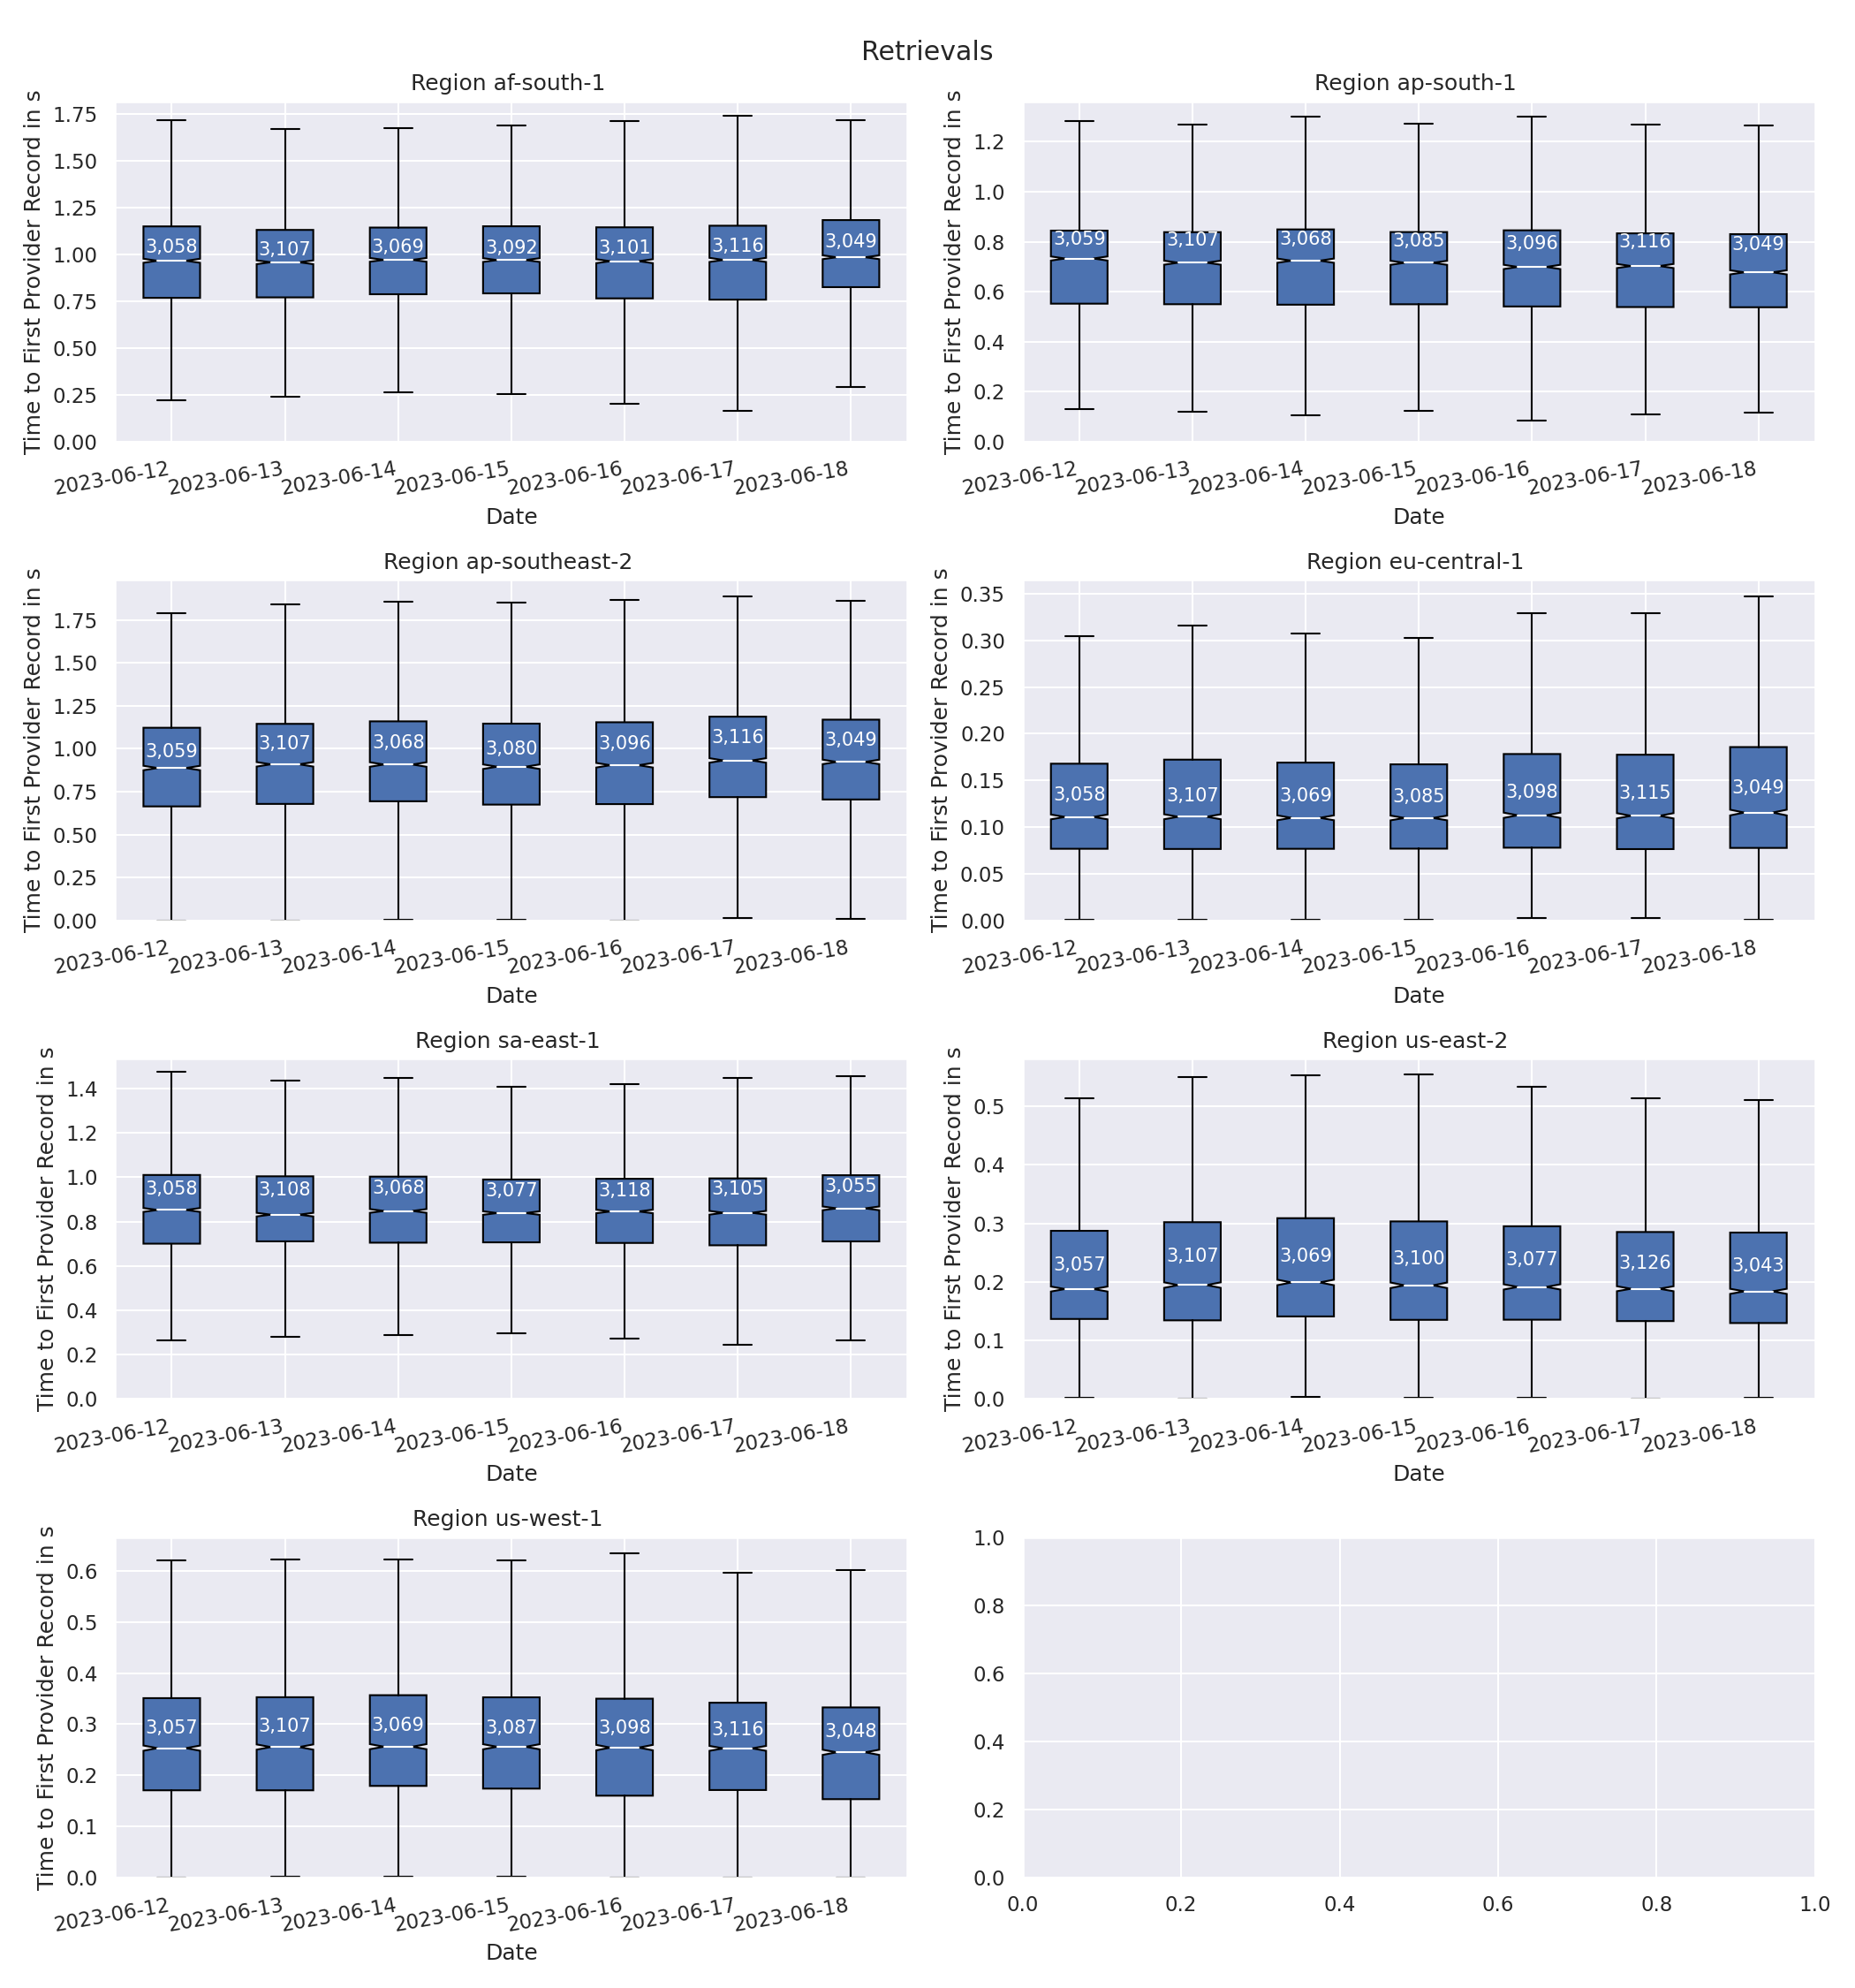 Retrievals
Region af-south-1
Time to First Provider Record in s
1.75
1.50
1.25
1.00
0.75
0.50
0.25
0.00
3,058 3,107 3,069 3,092 3,101 3,116 3,049
2023-06-12 2023-06-13 2023-06-14 2023-06-15 2023-06-16 2023-06-17 2023-06-18
Date
Region ap-south-1
Time to First Provider Record in s
1.2
1.0
0.8
0.6
0.4
0.2
0.0
3,059 3,107 3,068 3,085 3,096 3,116 3,049
2023-06-12 2023-06-13 2023-06-14 2023-06-15 2023-06-16 2023-06-17 2023-06-18
Date
Region ap-southeast-2
Time to First Provider Record in s
1.75
1.50
1.25
1.00
0.75
0.50
0.25
0.00
3,059 3,107 3,068 3,080 3,096 3,116 3,049
2023-06-12 2023-06-13 2023-06-14 2023-06-15 2023-06-16 2023-06-17 2023-06-18
Date
Region eu-central-1
Time to First Provider Record in s
0.35
0.30
0.25
0.20
0.15
0.10
0.05
0.00
3,058 3,107 3,069 3,085 3,098 3,115 3,049
2023-06-12 2023-06-13 2023-06-14 2023-06-15 2023-06-16 2023-06-17 2023-06-18
Date
Region sa-east-1
Time to First Provider Record in s
1.4
1.2
1.0
0.8
0.6
0.4
0.2
0.0
3,058 3,108 3,068 3,077 3,118 3,105 3,055
2023-06-12 2023-06-13 2023-06-14 2023-06-15 2023-06-16 2023-06-17 2023-06-18
Date
Region us-east-2
Time to First Provider Record in s
0.5
0.4
0.3
0.2
0.1
0.0
3,057 3,107 3,069 3,100 3,077 3,126 3,043
2023-06-12 2023-06-13 2023-06-14 2023-06-15 2023-06-16 2023-06-17 2023-06-18
Date
Region us-west-1
Time to First Provider Record in s
0.6
0.5
0.4
0.3
0.2
0.1
0.0
3,057 3,107 3,069 3,087 3,098 3,116 3,048
2023-06-12 2023-06-13 2023-06-14 2023-06-15 2023-06-16 2023-06-17 2023-06-18
Date
1.0
0.8
0.6
0.4
0.2
0.0
0.0 0.2 0.4 0.6 0.8 1.0